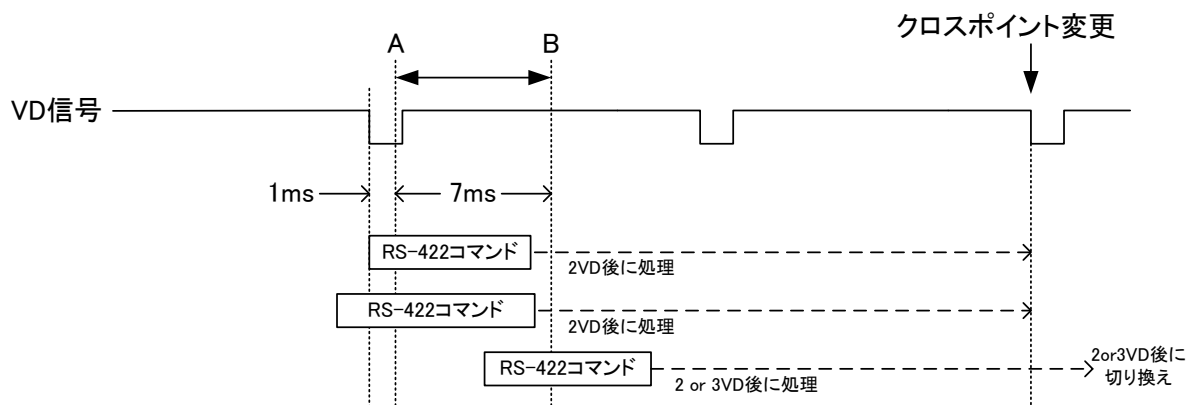 クロスポイント変更
A
B
VD信号
1ms
7ms
RS-422コマンド
2VD後に処理
RS-422コマンド
2VD後に処理
RS-422コマンド
2 or 3VD後に処理
2or3VD後に
切り換え